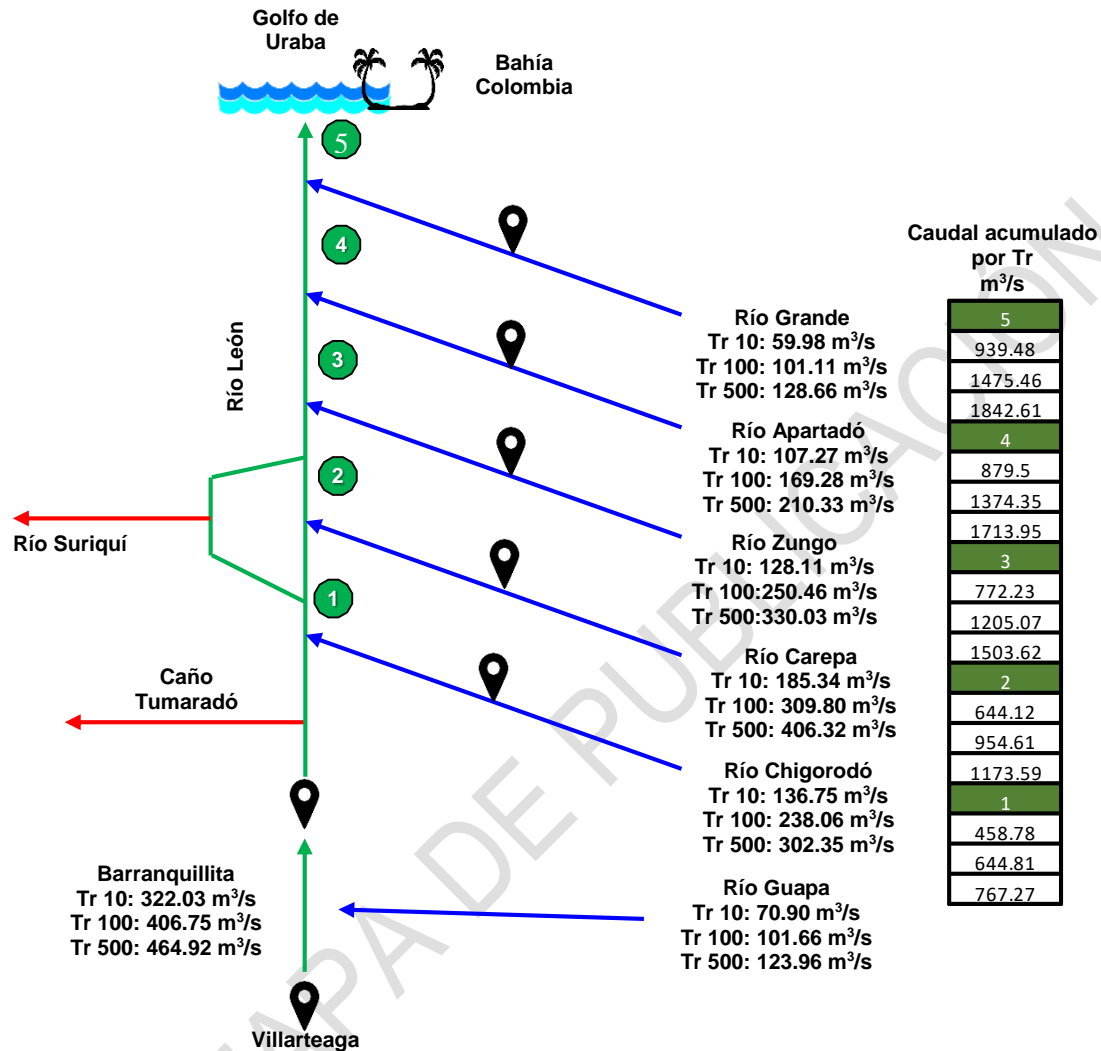 Golfo de
Uraba
Bahía
Colombia
5
4
3
2
1
Río León
Río Suriquí
Caño
Tumaradó
Barranquillita
Tr 10: 322.03 m³/s
Tr 100: 406.75 m³/s
Tr 500: 464.92 m³/s
Villarteaga
Río Grande
Tr 10: 59.98 m³/s
Tr 100: 101.11 m³/s
Tr 500: 128.66 m³/s
Río Apartadó
Tr 10: 107.27 m³/s
Tr 100: 169.28 m³/s
Tr 500: 210.33 m³/s
Río Zungo
Tr 10: 128.11 m³/s
Tr 100:250.46 m³/s
Tr 500:330.03 m³/s
Río Carepa
Tr 10: 185.34 m³/s
Tr 100: 309.80 m³/s
Tr 500: 406.32 m³/s
Río Chigorodó
Tr 10: 136.75 m³/s
Tr 100: 238.06 m³/s
Tr 500: 302.35 m³/s
Río Guapa
Tr 10: 70.90 m³/s
Tr 100: 101.66 m³/s
Tr 500: 123.96 m³/s
Caudal acumulado
por Tr
m³/s
5
939.48
1475.46
1842.61
4
879.5
1374.35
1713.95
3
772.23
1205.07
1503.62
2
644.12
954.61
1173.59
1
458.78
644.81
767.27
APA DE PUBLICACIÓN